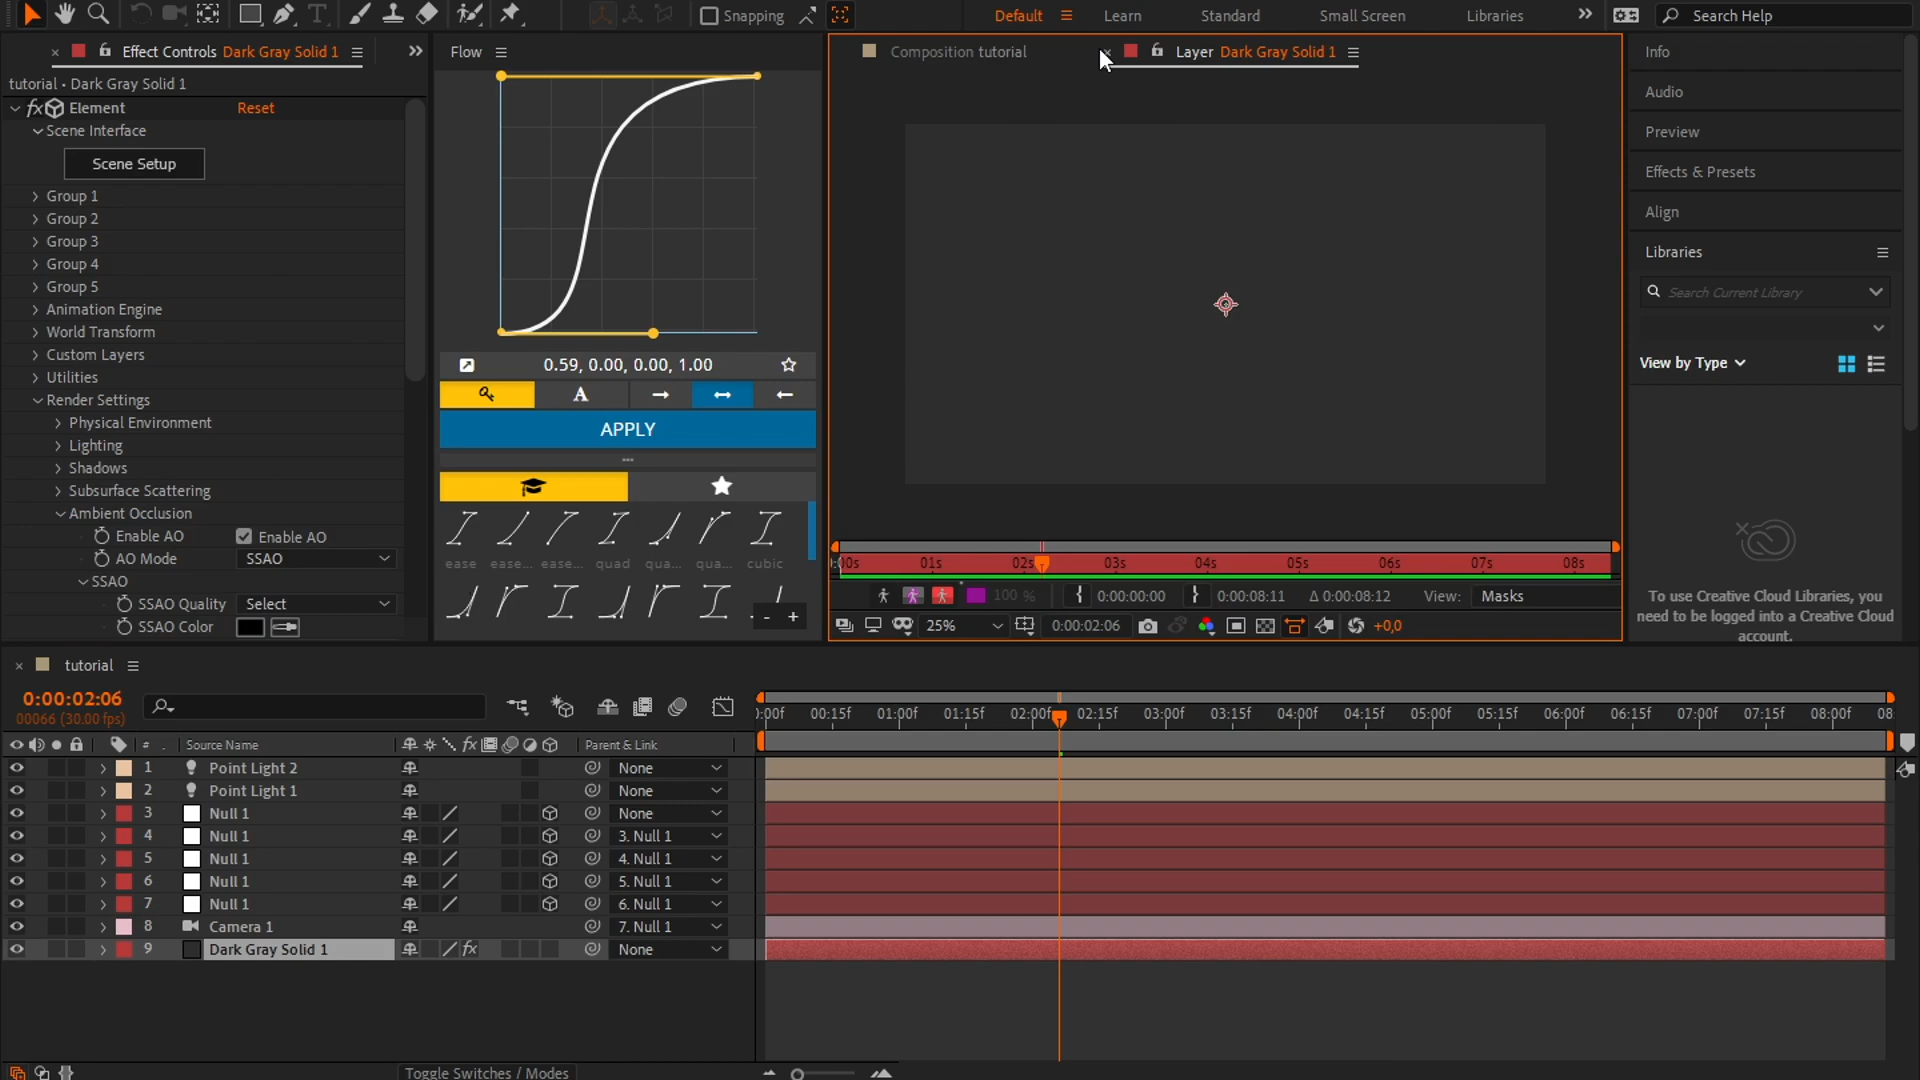 Snapping
Default
Learn
Standard
Small Screen
Libraries
Search Help
Effect Controls Dark Gray Solid 1
Flow
Composition tutorial
Layer Dark Gray Solid 1
Info
tutorial • Dark Gray Solid 1
Element
Reset
Audio
Scene Interface
Preview
Scene Setup
Effects & Presets
Group 1
Align
Group 2
Group 3
Libraries
Group 4
Group 5
Search Current Library
Animation Engine
World Transform
Custom Layers
0.59, 0.00, 0.00, 1.00
View by Type
Utilities
A
Render Settings
Physical Environment
APPLY
Lighting
Shadows
Subsurface Scattering
Ambient Occlusion
Enable AO
Enable AO
AO Mode
SSAO
ease
ease...
ease...
quad
qua...
qua...
cubic
:00s 01s 02s 03s 04s 05s 06s 07s 08s
SSAO
SSAO Quality
Select
100 %
0:00:00:00
0:00:08:11
Δ 0:00:08:12
View:
Masks
To use Creative Cloud Libraries, you
need to be logged into a Creative Cloud
account.
SSAO Color
- +
25%
0:00:02:06
+0,0
tutorial
0:00:02:06
00066 (30.00 fps)
:00f 00:15f 01:00f 01:15f 02:00f 02:15f 03:00f 03:15f 04:00f 04:15f 05:00f 05:15f 06:00f 06:15f 07:00f 07:15f 08:00f 08:
#
Source Name
fx
Parent & Link
1 Point Light 2 None
2 Point Light 1 None
3 Null 1 None
4 Null 1 3. Null 1
5 Null 1 4. Null 1
6 Null 1 5. Null 1
7 Null 1 6. Null 1
8 Camera 1 7. Null 1
9 Dark Gray Solid 1 fx None
Toggle Switches / Modes